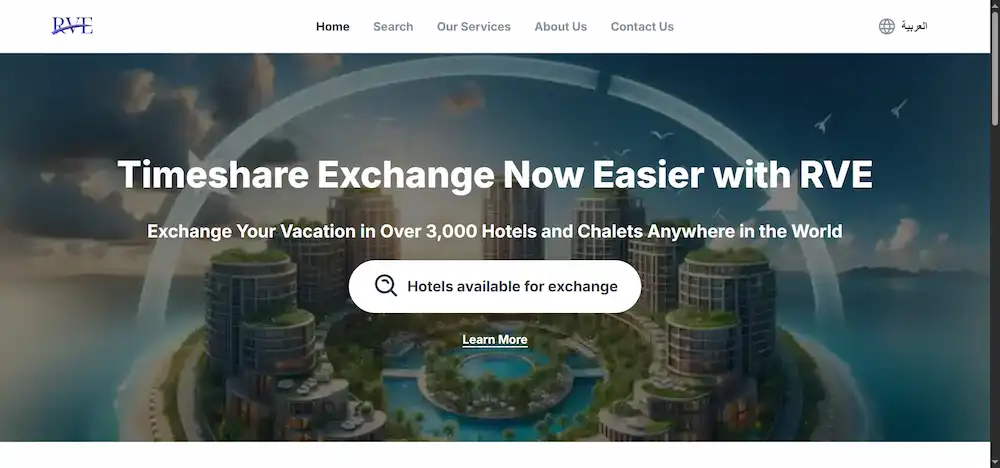 RVE
Home
Search
Our Services
About Us
Contact Us
العربية
Timeshare Exchange Now Easier with RVE
Exchange Your Vacation in Over 3,000 Hotels and Chalets Anywhere in the World
Hotels available for exchange
Learn More